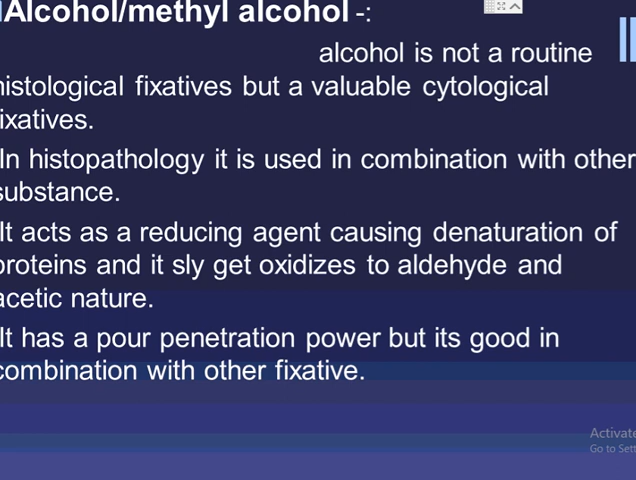 Alcohol/methyl alcohol -:
alcohol is not a routine
histological fixatives but a valuable cytological
fixatives.
In histopathology it is used in combination with other
substance.
It acts as a reducing agent causing denaturation of
proteins and it sly get oxidizes to aldehyde and
acetic nature.
It has a pour penetration power but its good in
combination with other fixative.
Activate
Go to Sett